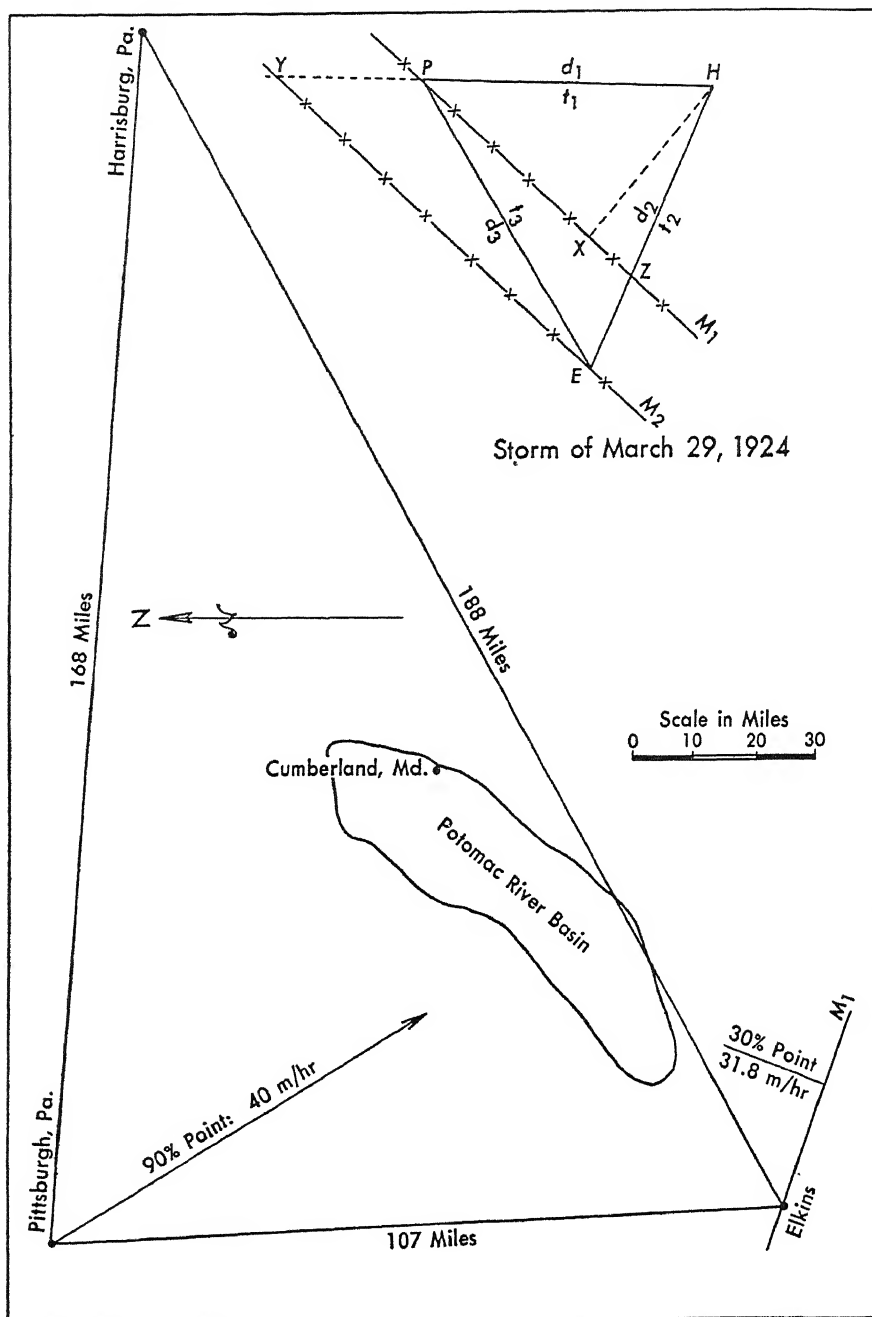 Harrisburg, Pa.
Y
P
d1
H
t1
t3
d3
d2
t2
X
Z
M1
E
M2
Storm of March 29, 1924
168 Miles
188 Miles
N
Scale in Miles
0 10 20 30
Cumberland, Md.
Potomac River Basin
M1
30% Point
31.8 m/hr
90% Point: 40 m/hr
Pittsburgh, Pa.
107 Miles
Elkins